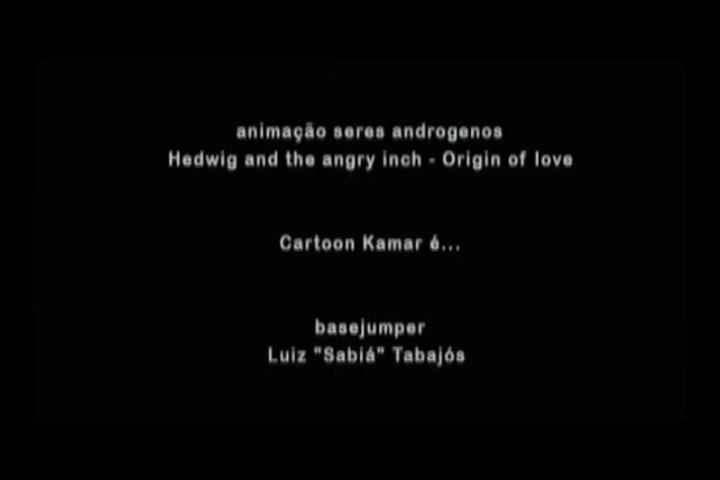 animação seres androgenos
Hedwig and the angry inch - Origin of love
Cartoon Kamar é...
basejumper
Luiz "Sabiá" Tabajós